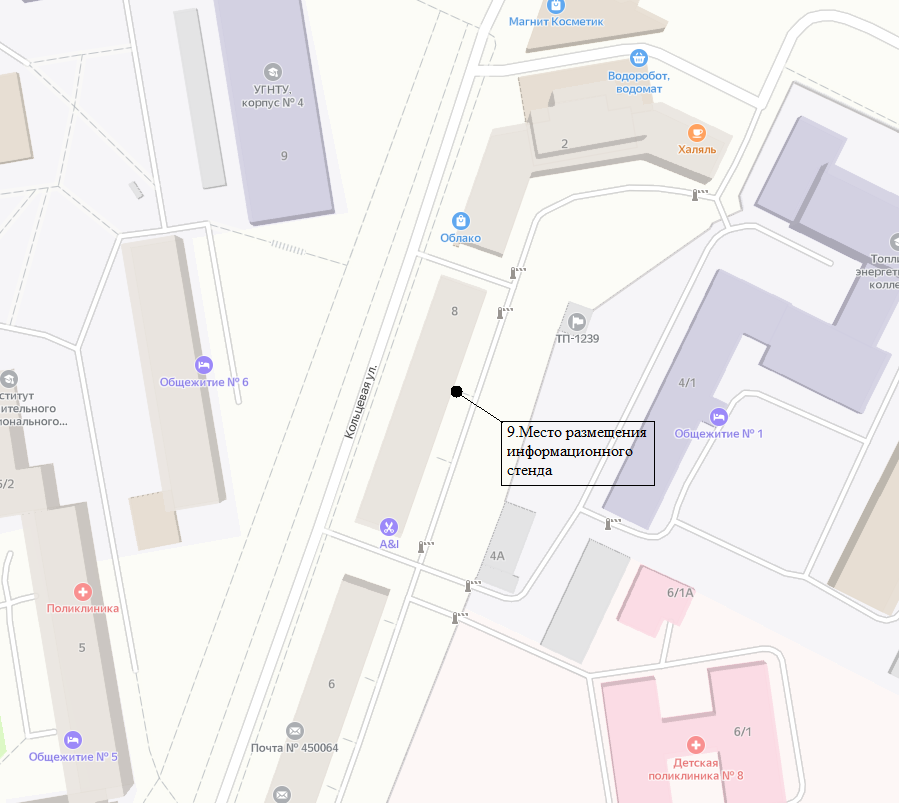 Магнит Косметик
Водоробот,
водомат
УГНТУ,
корпус № 4
9
2
Халяль
Облако
Топли
энергет
колле
8
ТП-1239
Общежитие № 6
Кольцевая ул.
4/1
ститут
ительного
ионального...
Общежитие № 1
9.Место размещения
информационного
стенда
5/2
A&I
4А
Поликлиника
6/1А
5
6
Почта № 450064
6/1
Общежитие № 5
Детская
поликлиника № 8